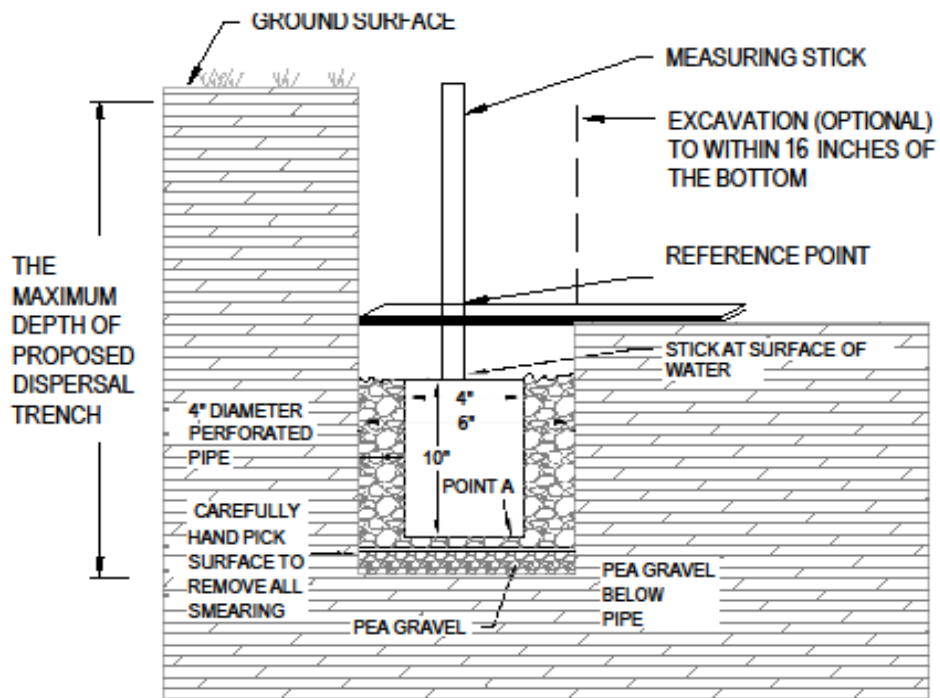 GROUND SURFACE
MEASURING STICK
EXCAVATION (OPTIONAL)
TO WITHIN 16 INCHES OF
THE BOTTOM
REFERENCE POINT
THE
MAXIMUM
DEPTH OF
PROPOSED
DISPERSAL
TRENCH
STICK AT SURFACE OF
WATER
4"
6"
10"
4" DIAMETER
PERFORATED
PIPE
POINT A
CAREFULLY
HAND PICK
SURFACE TO
REMOVE ALL
SMEARING
PEA GRAVEL
PEA GRAVEL
BELOW
PIPE